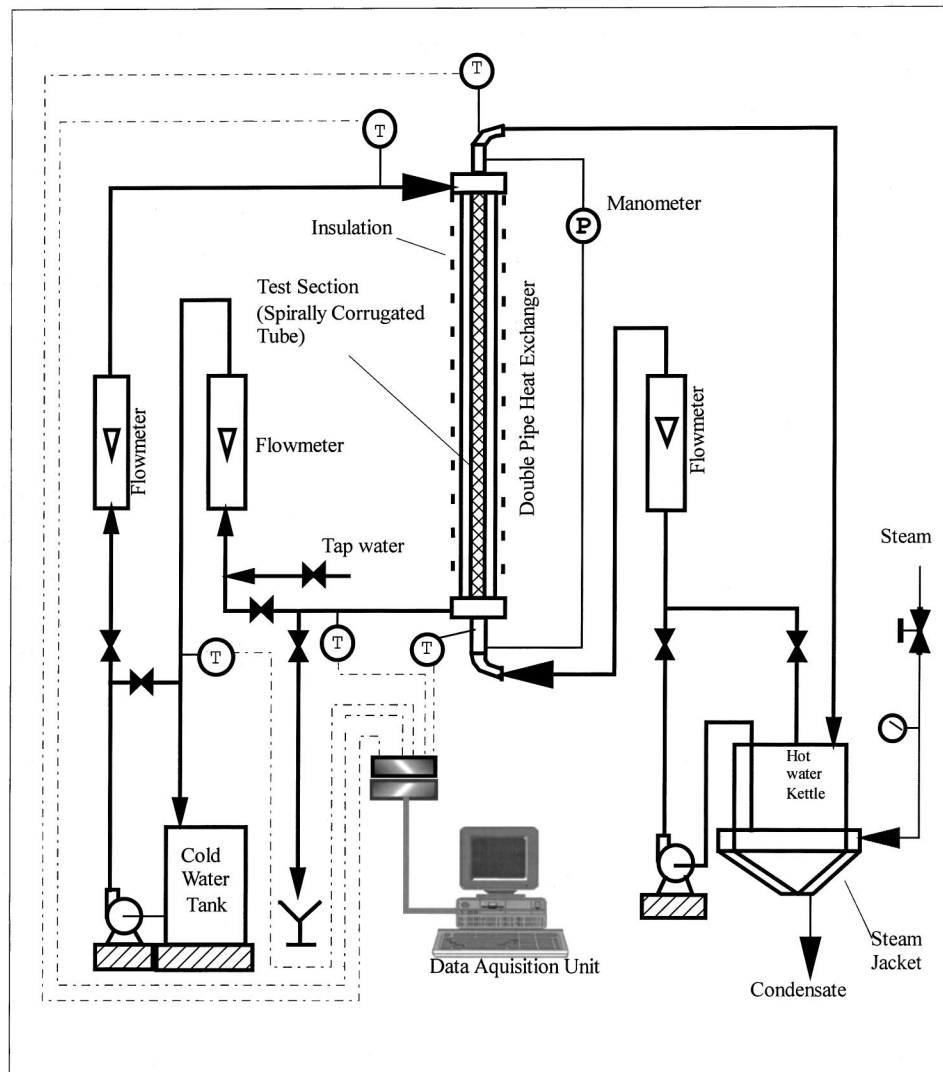 T
T
Manometer
P
Insulation
Test Section
(Spirally Corrugated
Tube)
Double Pipe Heat Exchanger
Flowmeter
Flowmeter
Flowmeter
Steam
Tap water
T
T
T
Hot
water
Kettle
Cold
Water
Tank
Data Aquisition Unit
Steam
Jacket
Condensate